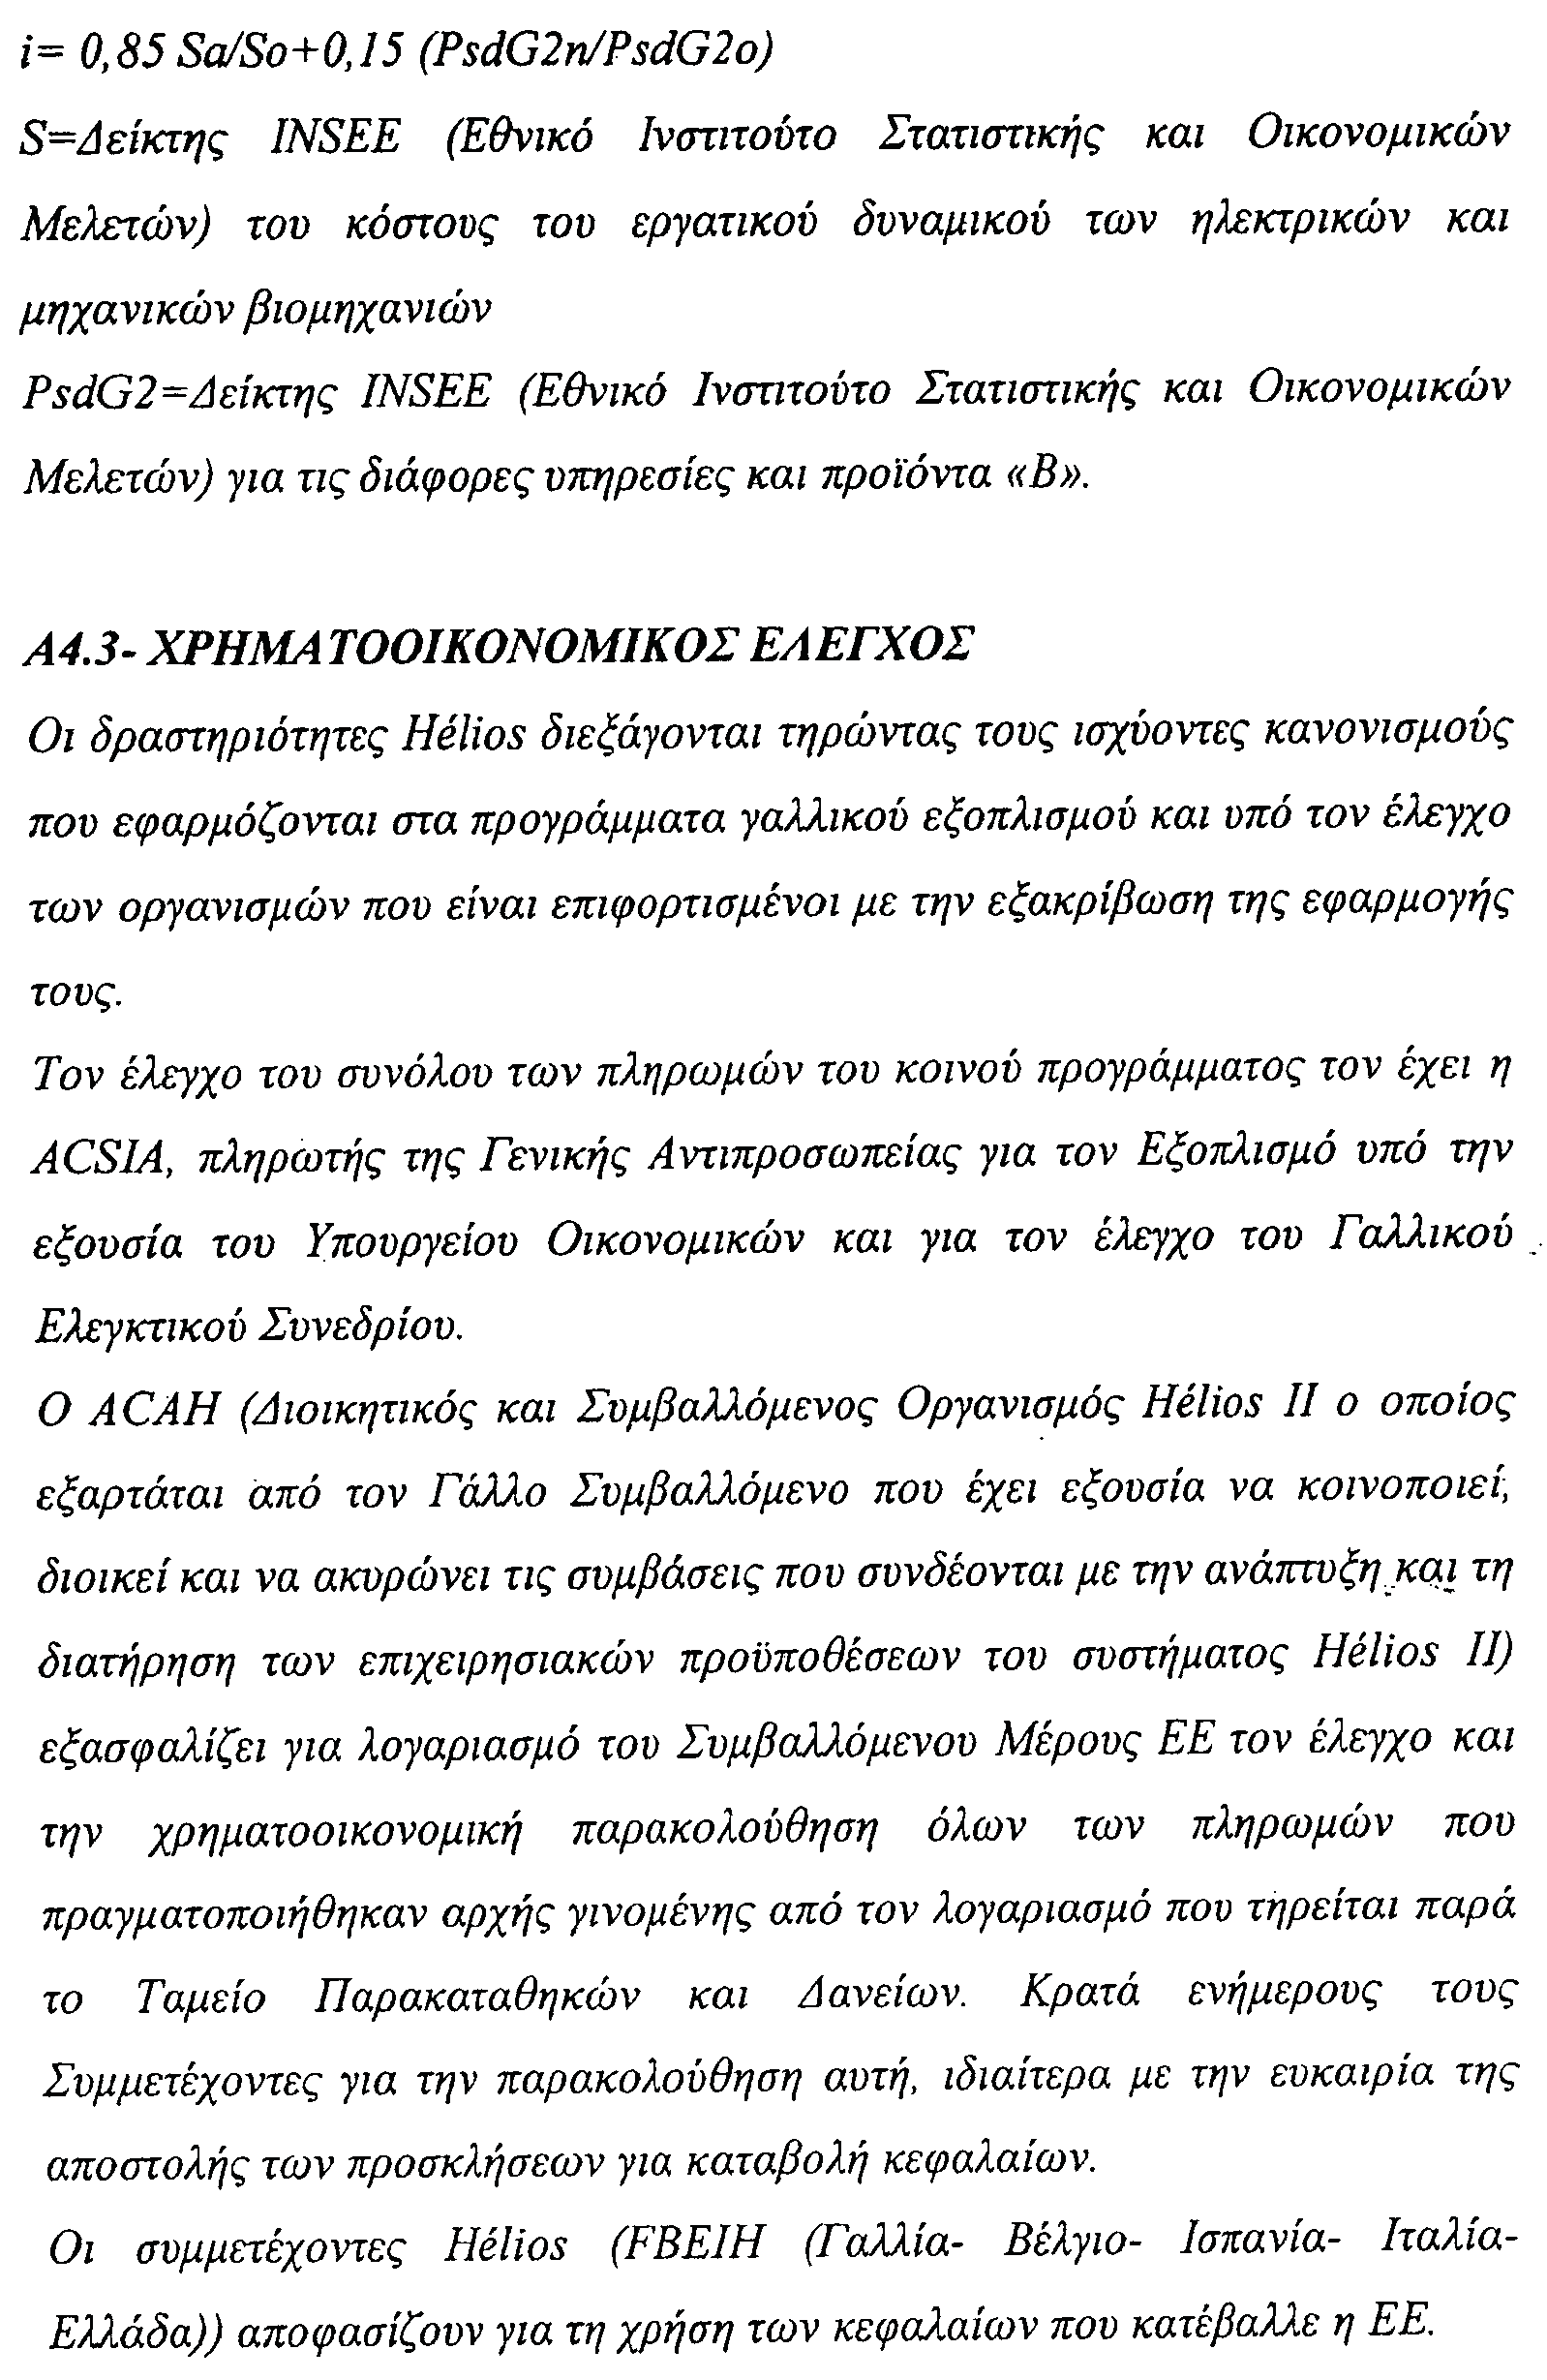 i= 0,85 Sa/So+0,15 (PsdG2n/PsdG2o)
S=Δείκτης INSEE (Εθνικό Ινστιτούτο Στατιστικής και Οικονομικών
Μελετών) του κόστους του εργατικού δυναμικού των ηλεκτρικών και
μηχανικών βιομηχανιών
PsdG2=Δείκτης INSEE (Εθνικό Ινστιτούτο Στατιστικής και Οικονομικών
Μελετών) για τις διάφορες υπηρεσίες και προϊόντα «Β».
Α4.3- ΧΡΗΜΑΤΟΟΙΚΟΝΟΜΙΚΟΣ ΕΛΕΓΧΟΣ
Οι δραστηριότητες Hélios διεξάγονται τηρώντας τους ισχύοντες κανονισμούς
που εφαρμόζονται στα προγράμματα γαλλικού εξοπλισμού και υπό τον έλεγχο
των οργανισμών που είναι επιφορτισμένοι με την εξακρίβωση της εφαρμογής
τους.
Τον έλεγχο του συνόλου των πληρωμών του κοινού προγράμματος τον έχει η
ACSIA, πληρωτής της Γενικής Αντιπροσωπείας για τον Εξοπλισμό υπό την
εξουσία του Υπουργείου Οικονομικών και για τον έλεγχο του Γαλλικού
Ελεγκτικού Συνεδρίου.
Ο ACAH (Διοικητικός και Συμβαλλόμενος Οργανισμός Hélios II ο οποίος
εξαρτάται από τον Γάλλο Συμβαλλόμενο που έχει εξουσία να κοινοποιεί,
διοικεί και να ακυρώνει τις συμβάσεις που συνδέονται με την ανάπτυξη και τη
διατήρηση των επιχειρησιακών προϋποθέσεων του συστήματος Hélios II)
εξασφαλίζει για λογαριασμό του Συμβαλλόμενου Μέρους ΕΕ τον έλεγχο και
την χρηματοοικονομική παρακολούθηση όλων των πληρωμών που
πραγματοποιήθηκαν αρχής γινομένης από τον λογαριασμό που τηρείται παρά
το Ταμείο Παρακαταθηκών και Δανείων. Κρατά ενήμερους τους
Συμμετέχοντες για την παρακολούθηση αυτή, ιδιαίτερα με την ευκαιρία της
αποστολής των προσκλήσεων για καταβολή κεφαλαίων.
Οι συμμετέχοντες Hélios (FBEIH (Γαλλία- Βέλγιο- Ισπανία- Ιταλία-
Ελλάδα)) αποφασίζουν για τη χρήση των κεφαλαίων που κατέβαλλε η ΕΕ.